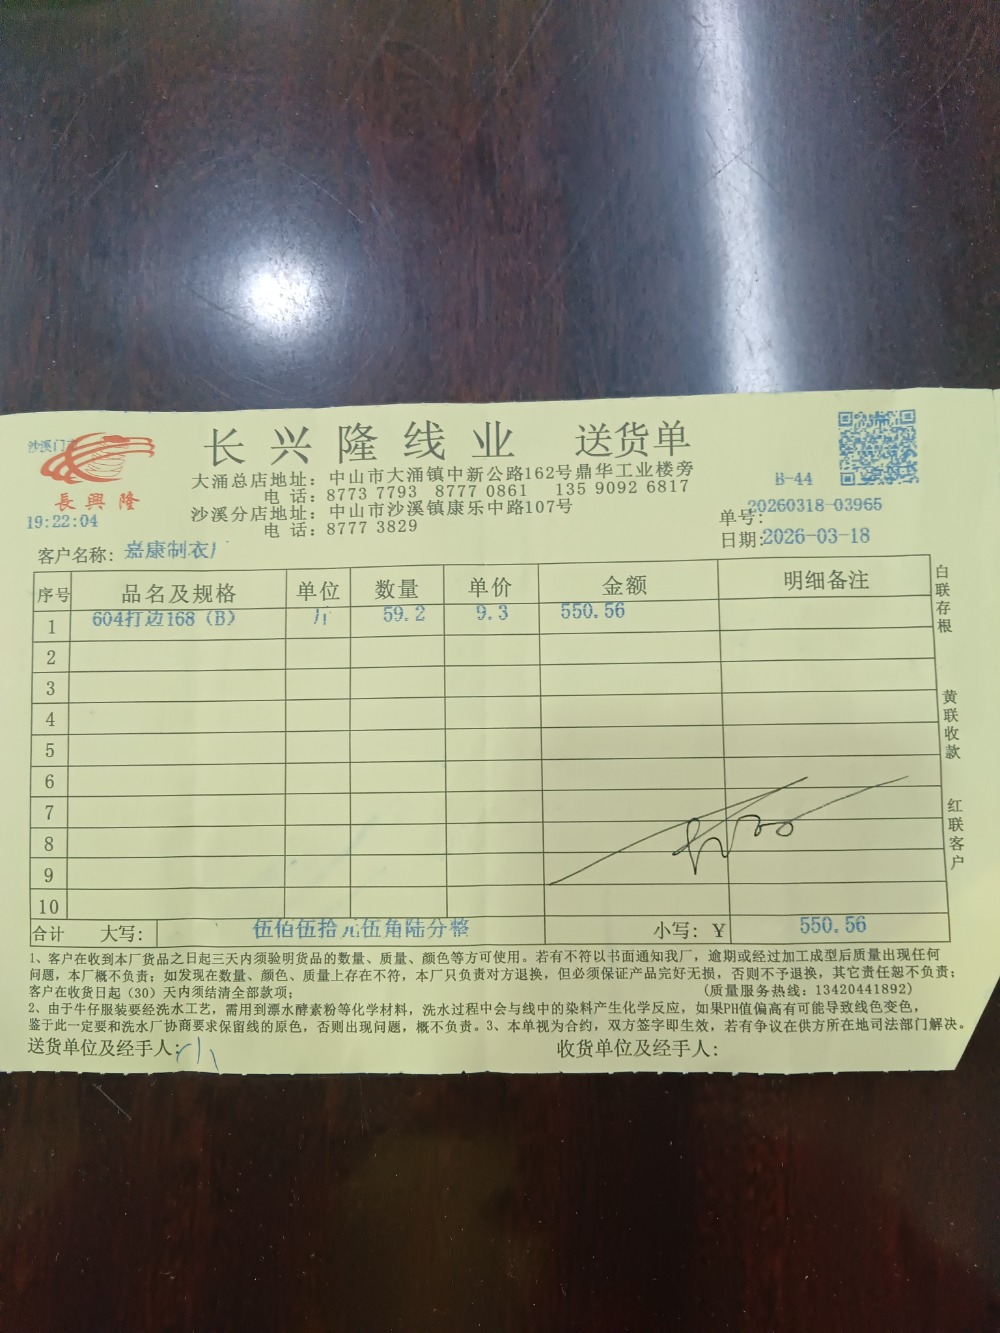 长兴隆线业 送货单
沙溪门
長興隆
19:22:04
大涌总店地址：中山市大涌镇中新公路162号鼎华工业楼旁
电 话：8773 7793 8777 0861 135 9092 6817
沙溪分店地址：中山市沙溪镇康乐中路107号
电 话：8777 3829
B-44
单号：20260318-03965
日期：2026-03-18
客户名称：嘉康制衣厂
序号 品名及规格 单位 数量 单价 金额 明细备注
1 604打边168（B） 59.2 9.3 550.56
2
3
4
5
6
7
8
9
10
合计 大写：伍佰伍拾元伍角陆分整 小写：￥ 550.56
1、客户在收到本厂货品之日起三天内须验明货品的数量、质量、颜色等方可使用。若有不符以书面通知我厂，逾期或经过加工成型后质量出现任何
问题，本厂概不负责；如发现在数量、颜色、质量上存在不符，本厂只负责对方退换，但必须保证产品完好无损，否则不予退换，其它责任恕不负责；
客户在收货日起（30）天内须结清全部款项； （质量服务热线：13420441892）
2、由于牛仔服装要经洗水工艺，需用到漂水酵素粉等化学材料，洗水过程中会与线中的染料产生化学反应，如果PH值偏高有可能导致线色变色，
鉴于此一定要和洗水厂协商要求保留线的原色，否则出现问题，概不负责。3、本单视为合约，双方签字即生效，若有争议在供方所在地司法部门解决。
送货单位及经手人： 收货单位及经手人：
白联存根
黄联收款
红联客户